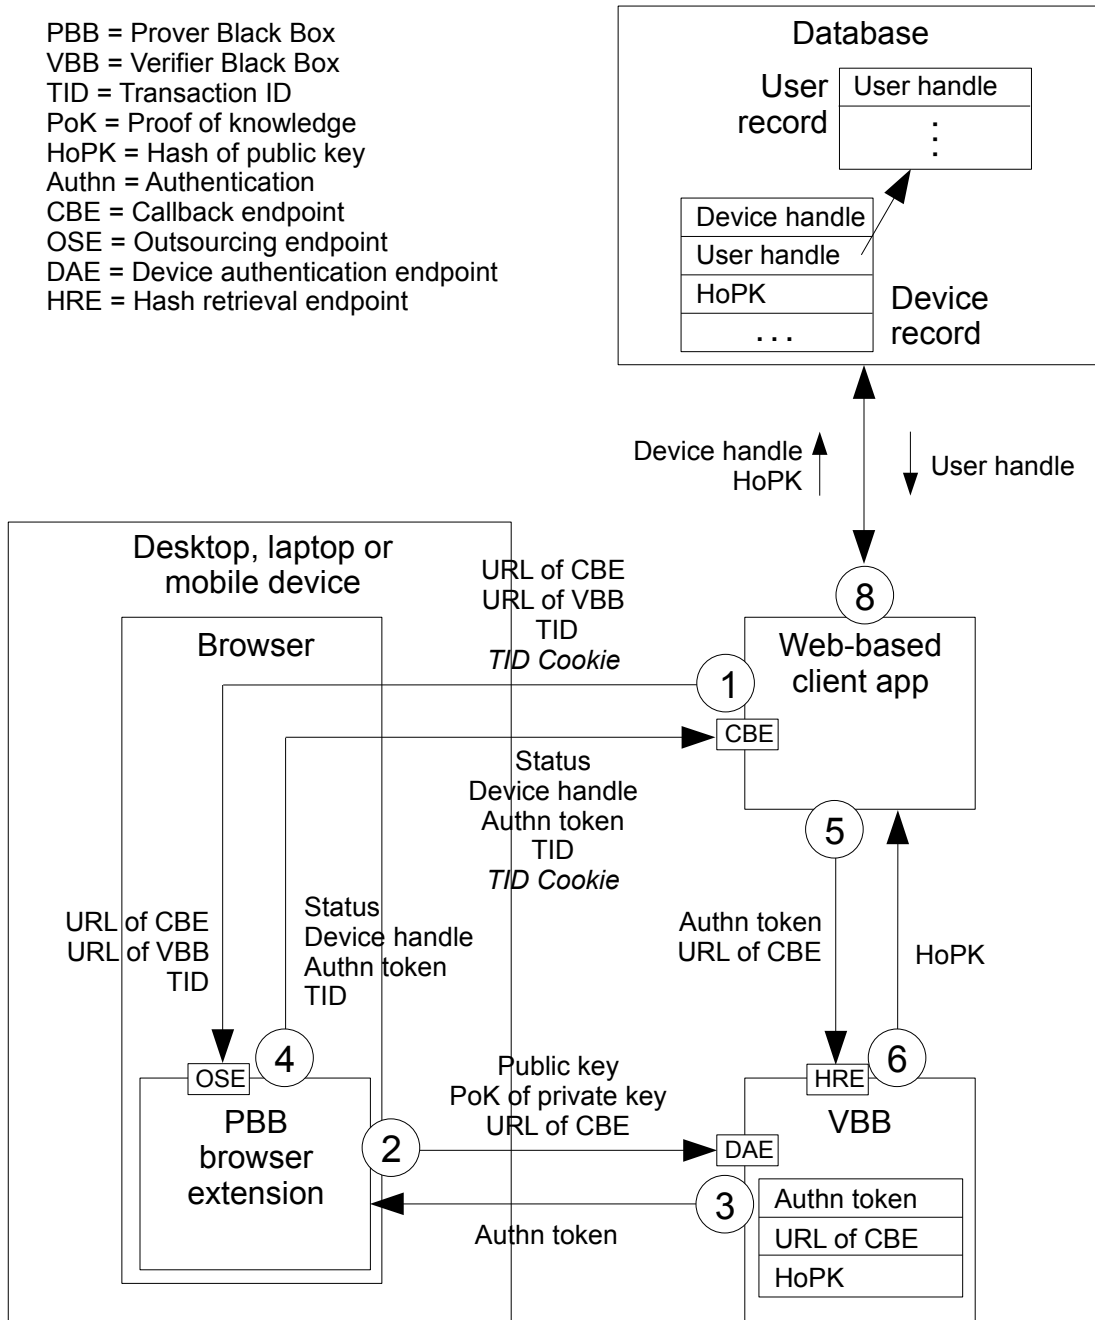 PBB = Prover Black Box
VBB = Verifier Black Box
TID = Transaction ID
PoK = Proof of knowledge
HoPK = Hash of public key
Authn = Authentication
CBE = Callback endpoint
OSE = Outsourcing endpoint
DAE = Device authentication endpoint
HRE = Hash retrieval endpoint
Database
User
record
User handle
Device handle
User handle
HoPK
. . .
Device
record
Device handle
HoPK
User handle
Desktop, laptop or
mobile device
Browser
URL of CBE
URL of VBB
TID
TID Cookie
8
Web-based
client app
1
CBE
Status
Device handle
Authn token
TID
TID Cookie
5
URL of CBE
URL of VBB
TID
Status
Device handle
Authn token
TID
Authn token
URL of CBE
HoPK
4
OSE
PBB
browser
extension
2
Public key
PoK of private key
URL of CBE
HRE
6
VBB
DAE
3
Authn token
Authn token
URL of CBE
HoPK